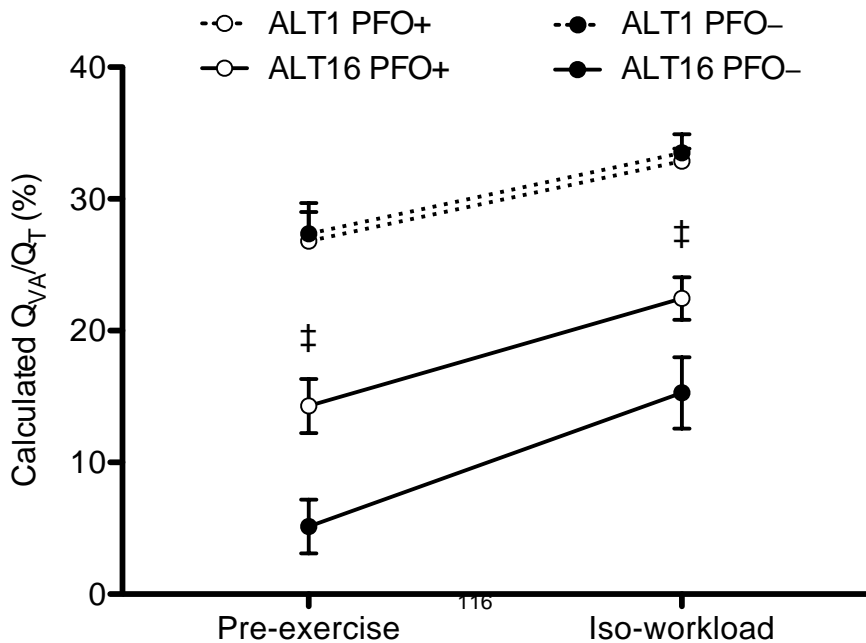 ALT1 PFO+ ALT1 PFO–
ALT16 PFO+ ALT16 PFO–
40
30
20
10
0
Calculated QVA/QT (%)
‡
‡
116
Pre-exercise Iso-workload